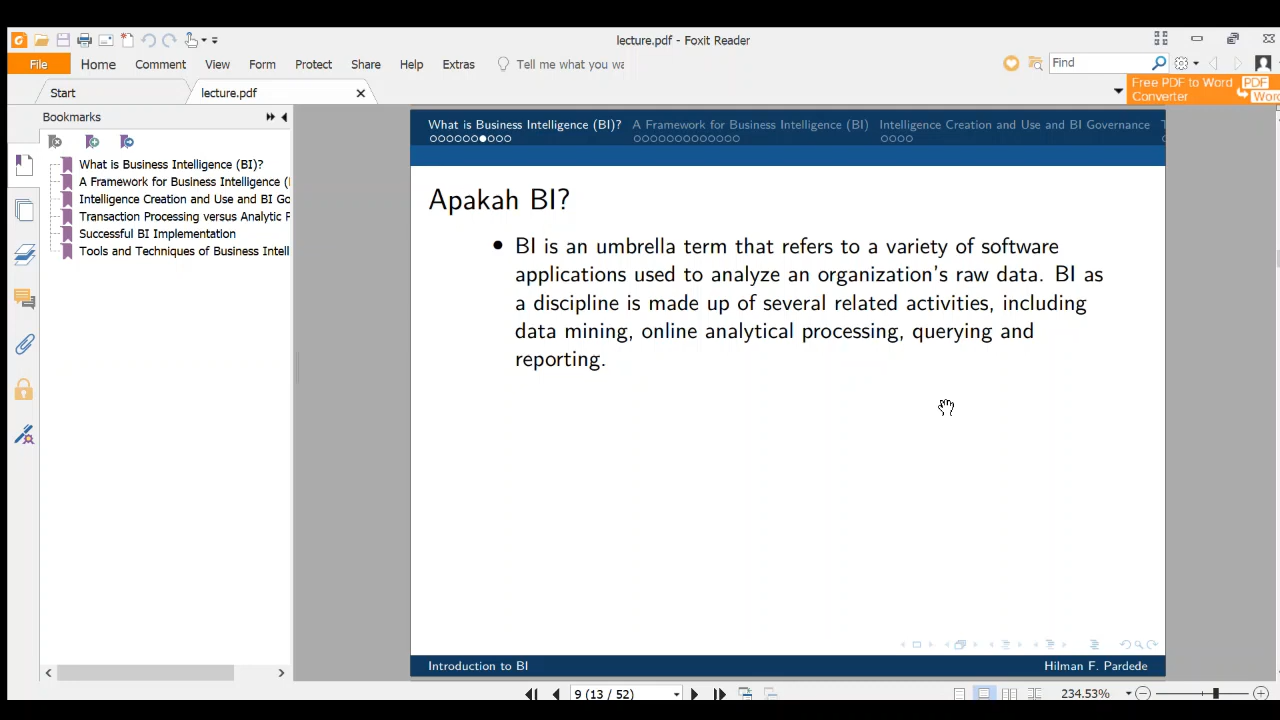 lecture.pdf - Foxit Reader
File Home Comment View Form Protect Share Help Extras Tell me what you wa
Find
Start lecture.pdf
Free PDF to Word
Converter
PDF
Word
Bookmarks
What is Business Intelligence (BI)?
A Framework for Business Intelligence (
Intelligence Creation and Use and BI Go
Transaction Processing versus Analytic P
Successful BI Implementation
Tools and Techniques of Business Intell
What is Business Intelligence (BI)? A Framework for Business Intelligence (BI) Intelligence Creation and Use and BI Governance T
Apakah BI?
• BI is an umbrella term that refers to a variety of software
applications used to analyze an organization's raw data. BI as
a discipline is made up of several related activities, including
data mining, online analytical processing, querying and
reporting.
Introduction to BI Hilman F. Pardede
9 (13 / 52) 234.53%